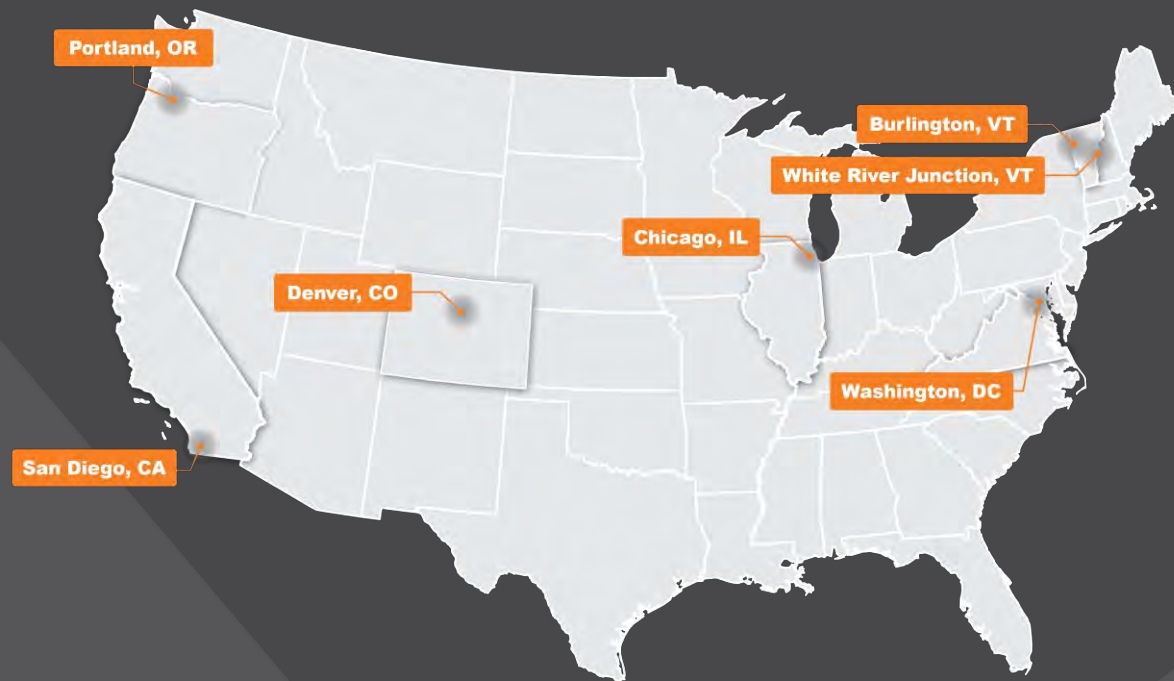 Portland, OR
Burlington, VT
White River Junction, VT
Chicago, IL
Denver, CO
Washington, DC
San Diego, CA